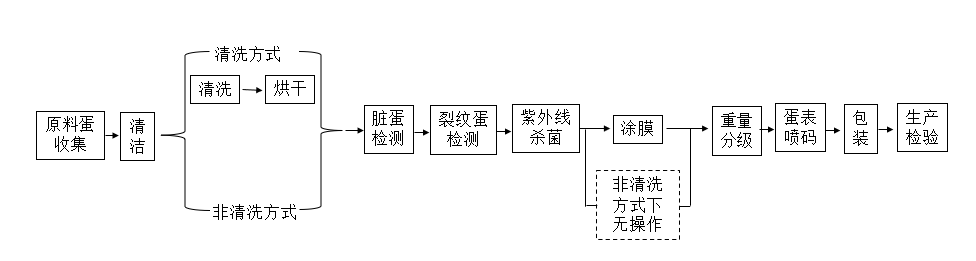 原料蛋
收集
清
洁
清洗方式
清洗
烘干
非清洗方式
脏蛋
检测
裂纹蛋
检测
紫外线
杀菌
涂膜
非清洗
方式下
无操作
重量
分级
蛋表
喷码
包
装
生产
检验